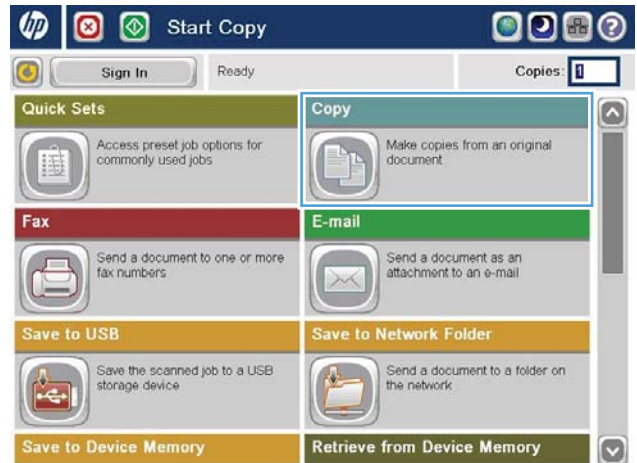 hp
Start Copy
?
Sign In
Ready
Copies: 1
Quick Sets
Access preset job options for
commonly used jobs
Copy
Make copies from an original
document
Fax
Send a document to one or more
fax numbers
E-mail
Send a document as an
attachment to an e-mail
Save to USB
Save the scanned job to a USB
storage device
Save to Network Folder
Send a document to a folder on
the network
Save to Device Memory
Retrieve from Device Memory